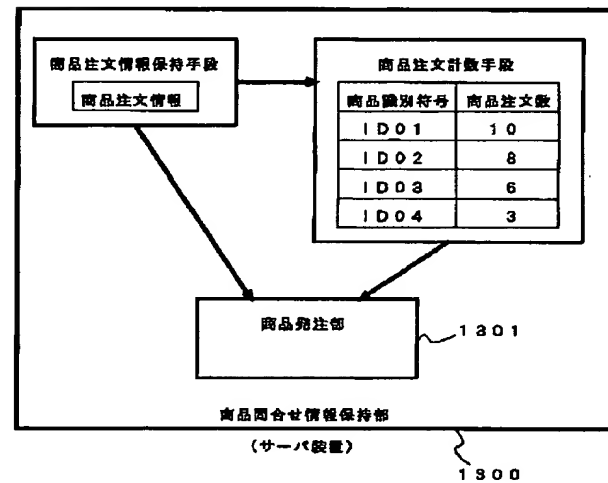 商品注文情報保持手段
商品注文情報
商品注文計数手段
商品識別符号 商品注文数
ID01 10
ID02 8
ID03 6
ID04 3
商品発注部
1301
商品問合せ情報保持部
(サーバ装置)
1300